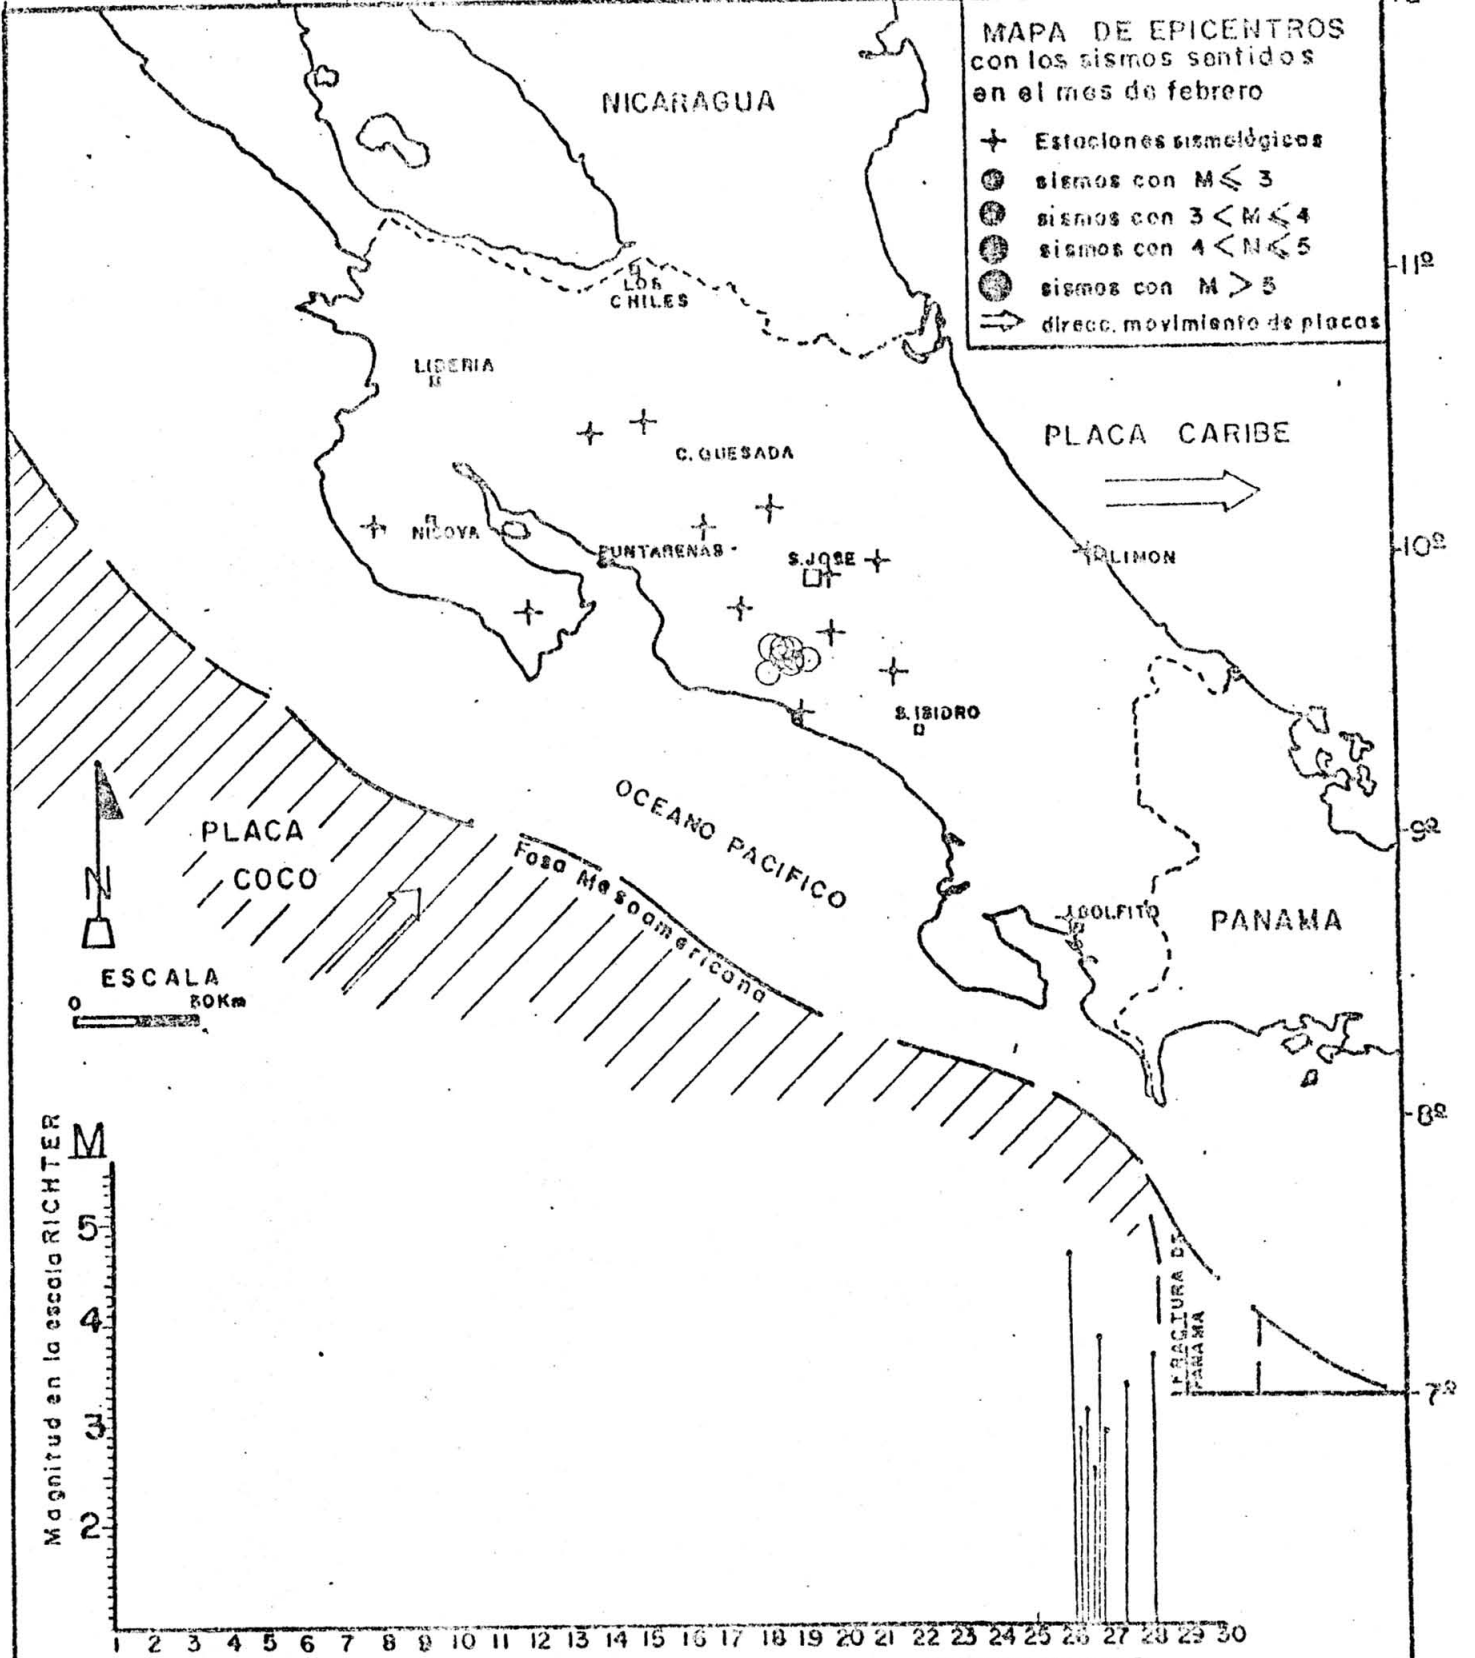 MAPA DE EPICENTROS
con los sismos sentidos
en el mes de febrero
Estaciones sismológicas
sismos con M ⩽ 3
sismos con 3 < M ⩽ 4
sismos con 4 < M ⩽ 5
sismos con M > 5
direcc. movimiento de placas
NICARAGUA
11º
LOS
CHILES
LIBERIA
PLACA CARIBE
C. QUESADA
NICOYA
PUNTARENAS
S. JOSE
LIMON
10º
S. ISIDRO
OCEANO PACIFICO
9º
PLACA
COCO
N
Fosa Mesoamericana
PANAMA
ESCALA
0 50Km
8º
FRACTURA DE
PANAMA
7º
Magnitud en la escala RICHTER
M
5
4
3
2
1 2 3 4 5 6 7 8 9 10 11 12 13 14 15 16 17 18 19 20 21 22 23 24 25 26 27 28 29 30